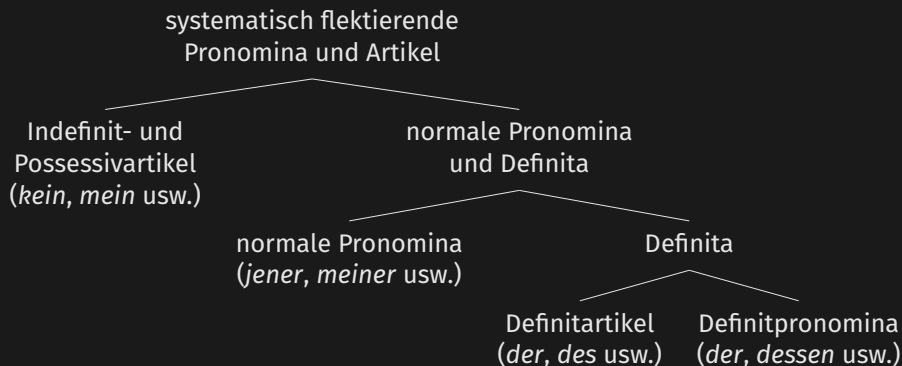 systematisch flektierende
Pronomina und Artikel
Indefinit- und
Possessivartikel
(kein, mein usw.)
normale Pronomina
und Definita
normale Pronomina
(jener, meiner usw.)
Definita
Definitartikel
(der, des usw.)
Definitpronomina
(der, dessen usw.)